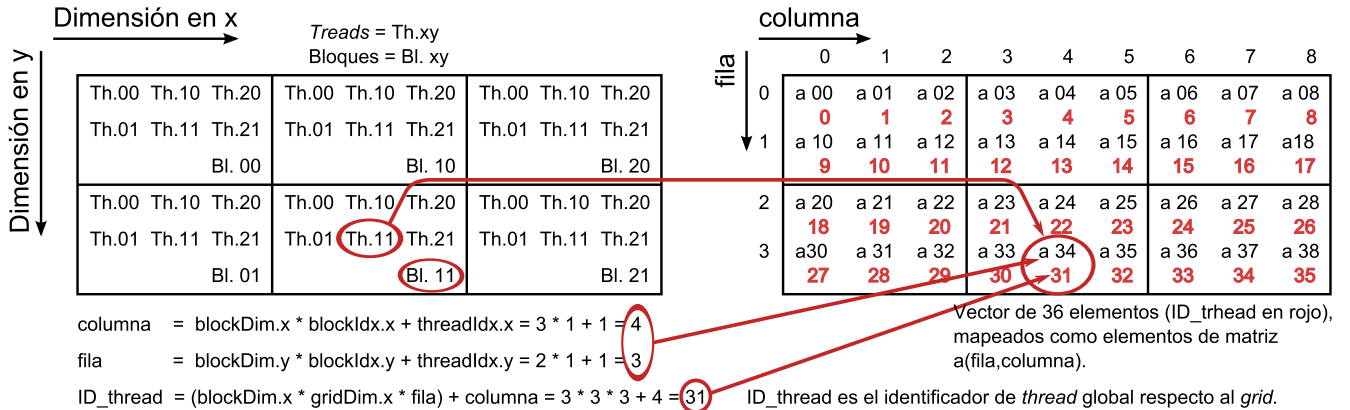 Dimensión en x
Treads = Th.xy
Bloques = Bl. xy
Dimensión en y
Th.00 Th.10 Th.20 Th.00 Th.10 Th.20 Th.00 Th.10 Th.20
Th.01 Th.11 Th.21 Th.01 Th.11 Th.21 Th.01 Th.11 Th.21
Bl. 00 Bl. 10 Bl. 20
Th.00 Th.10 Th.20 Th.00 Th.10 Th.20 Th.00 Th.10 Th.20
Th.01 Th.11 Th.21 Th.01 Th.11 Th.21 Th.01 Th.11 Th.21
Bl. 01 Bl. 11 Bl. 21
columna
fila
0 1 2 3 4 5 6 7 8
0 a 00 a 01 a 02 a 03 a 04 a 05 a 06 a 07 a 08
0 1 2 3 4 5 6 7 8
1 a 10 a 11 a 12 a 13 a 14 a 15 a 16 a 17 a18
9 10 11 12 13 14 15 16 17
2 a 20 a 21 a 22 a 23 a 24 a 25 a 26 a 27 a 28
18 19 20 21 22 23 24 25 26
3 a30 a 31 a 32 a 33 a 34 a 35 a 36 a 37 a 38
27 28 29 30 31 32 33 34 35
columna = blockDim.x * blockIdx.x + threadIdx.x = 3 * 1 + 1 = 4
fila = blockDim.y * blockIdx.y + threadIdx.y = 2 * 1 + 1 = 3
ID_thread = (blockDim.x * gridDim.x * fila) + columna = 3 * 3 * 3 + 4 = 31
Vector de 36 elementos (ID_trhead en rojo),
mapeados como elementos de matriz
a(fila,columna).
ID_thread es el identificador de thread global respecto al grid.